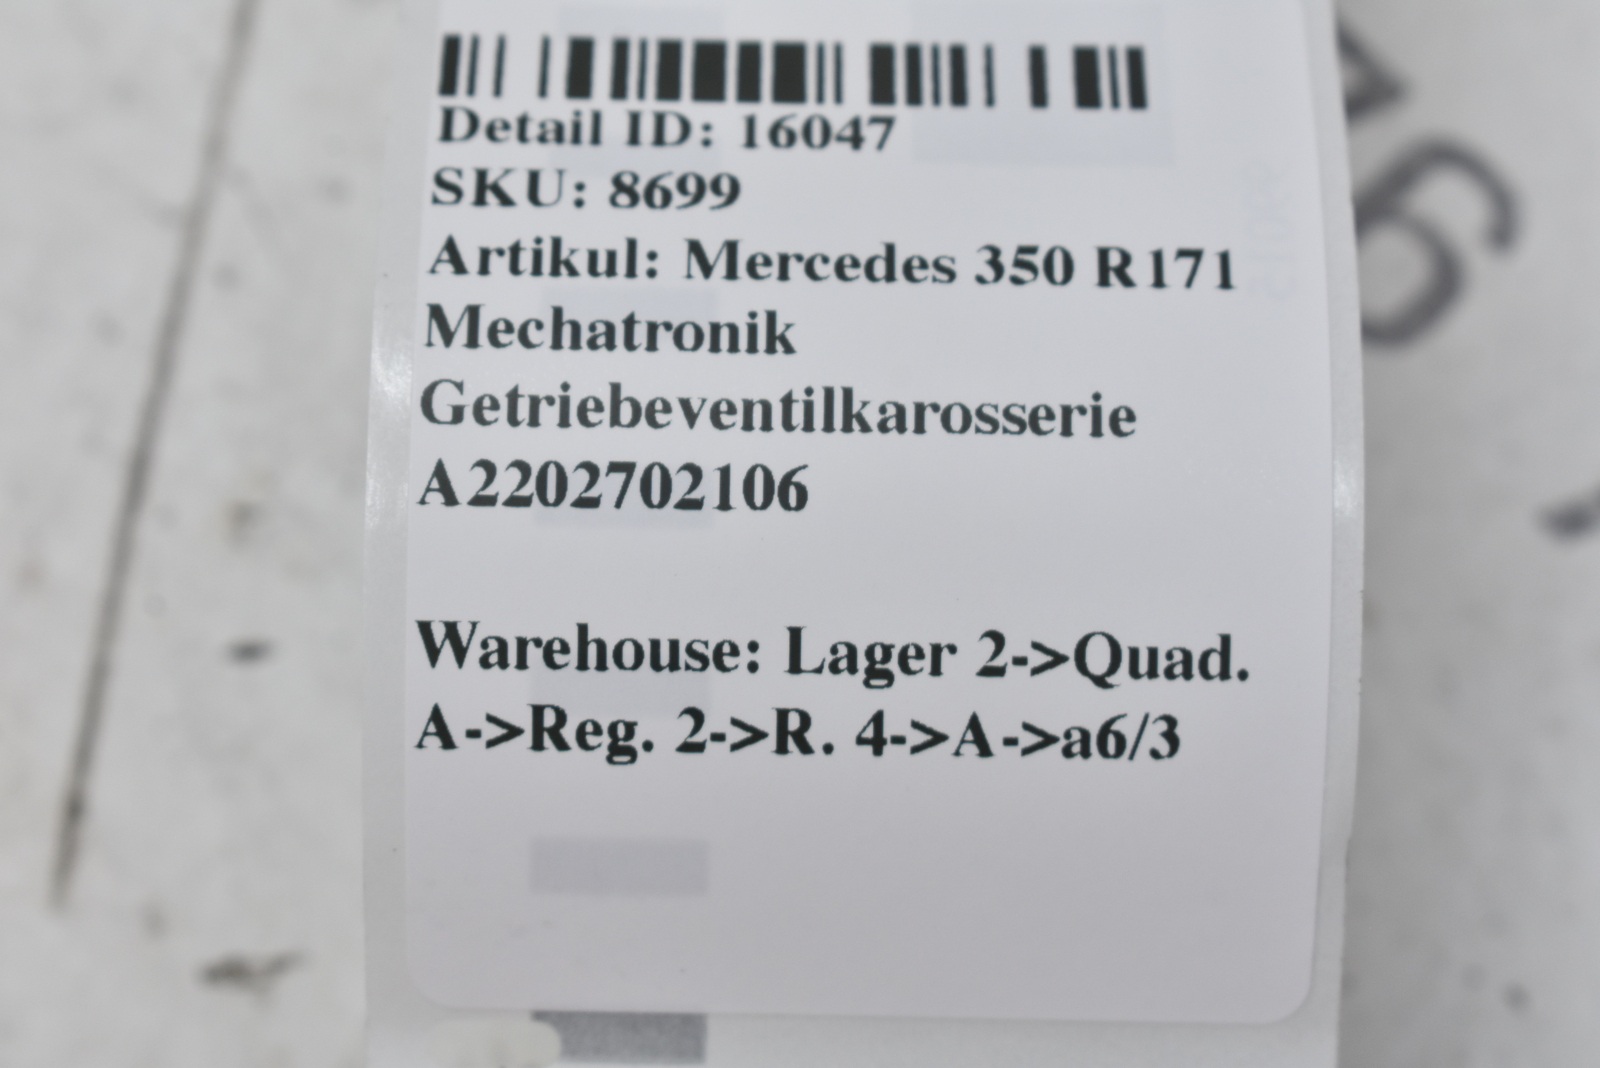 Detail ID: 16047
SKU: 8699
Artikul: Mercedes 350 R171
Mechatronik
Getriebeventilkarosserie
A2202702106
Warehouse: Lager 2->Quad.
A->Reg. 2->R. 4->A->a6/3